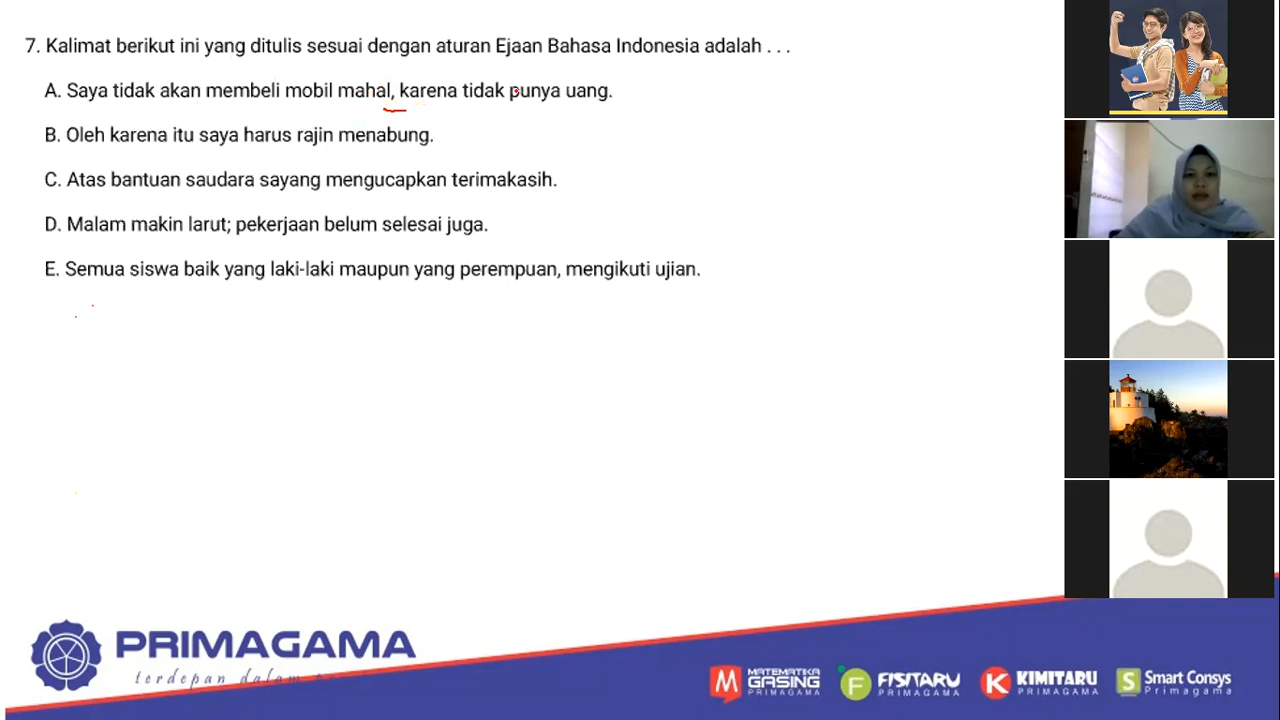 7. Kalimat berikut ini yang ditulis sesuai dengan aturan Ejaan Bahasa Indonesia adalah . . .
A. Saya tidak akan membeli mobil mahal, karena tidak punya uang.
B. Oleh karena itu saya harus rajin menabung.
C. Atas bantuan saudara sayang mengucapkan terimakasih.
D. Malam makin larut; pekerjaan belum selesai juga.
E. Semua siswa baik yang laki-laki maupun yang perempuan, mengikuti ujian.
PRIMAGAMA
terdepan dalam
M MATEMATIKA GASING PRIMAGAMA
F FISITARU PRIMAGAMA
K KIMITARU PRIMAGAMA
S Smart Consys Primagama